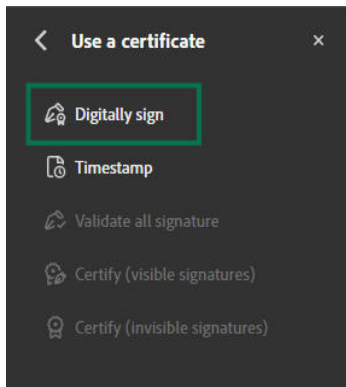 Use a certificate
Digitally sign
Timestamp
Validate all signature
Certify (visible signatures)
Certify (invisible signatures)